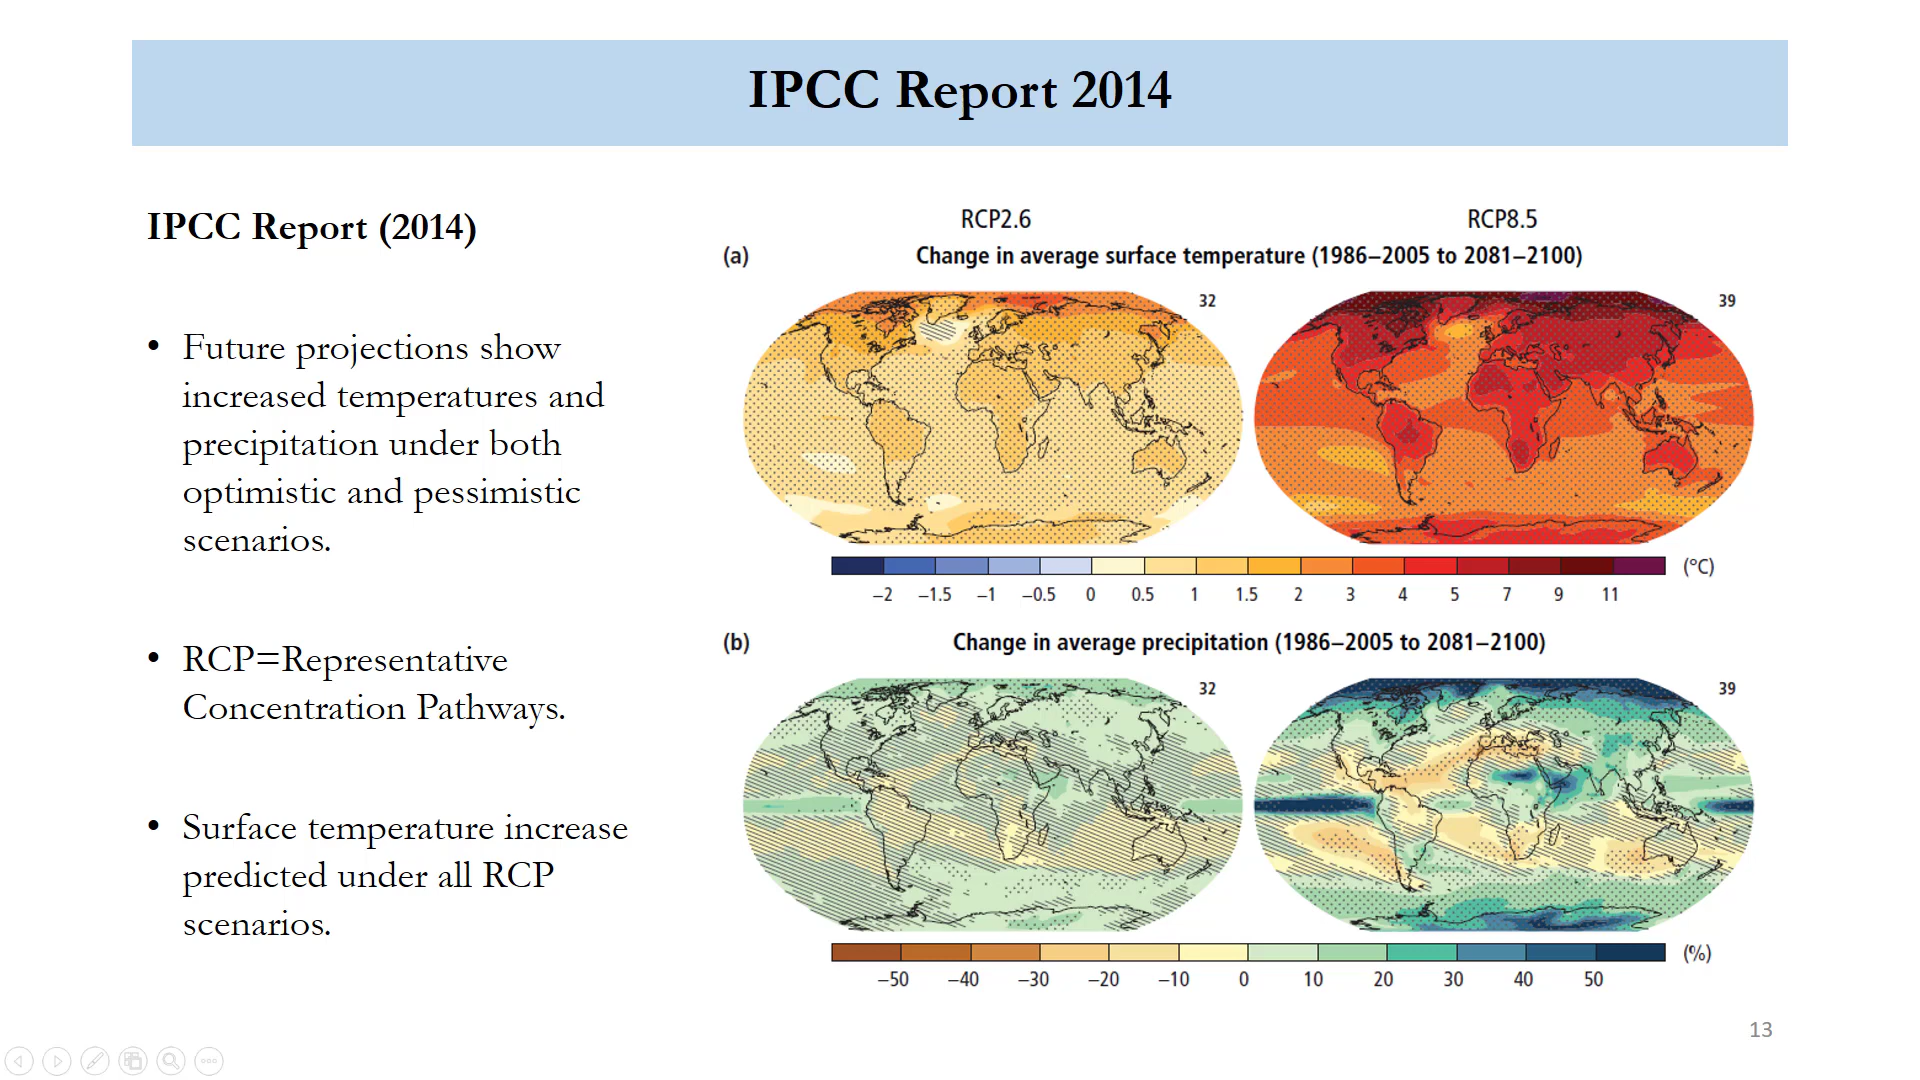 IPCC Report 2014
IPCC Report (2014)
• Future projections show
increased temperatures and
precipitation under both
optimistic and pessimistic
scenarios.
• RCP=Representative
Concentration Pathways.
• Surface temperature increase
predicted under all RCP
scenarios.
RCP2.6 RCP8.5
(a) Change in average surface temperature (1986–2005 to 2081–2100)
32 39
(°C)
–2 –1.5 –1 –0.5 0 0.5 1 1.5 2 3 4 5 7 9 11
(b) Change in average precipitation (1986–2005 to 2081–2100)
32 39
(%)
–50 –40 –30 –20 –10 0 10 20 30 40 50
13